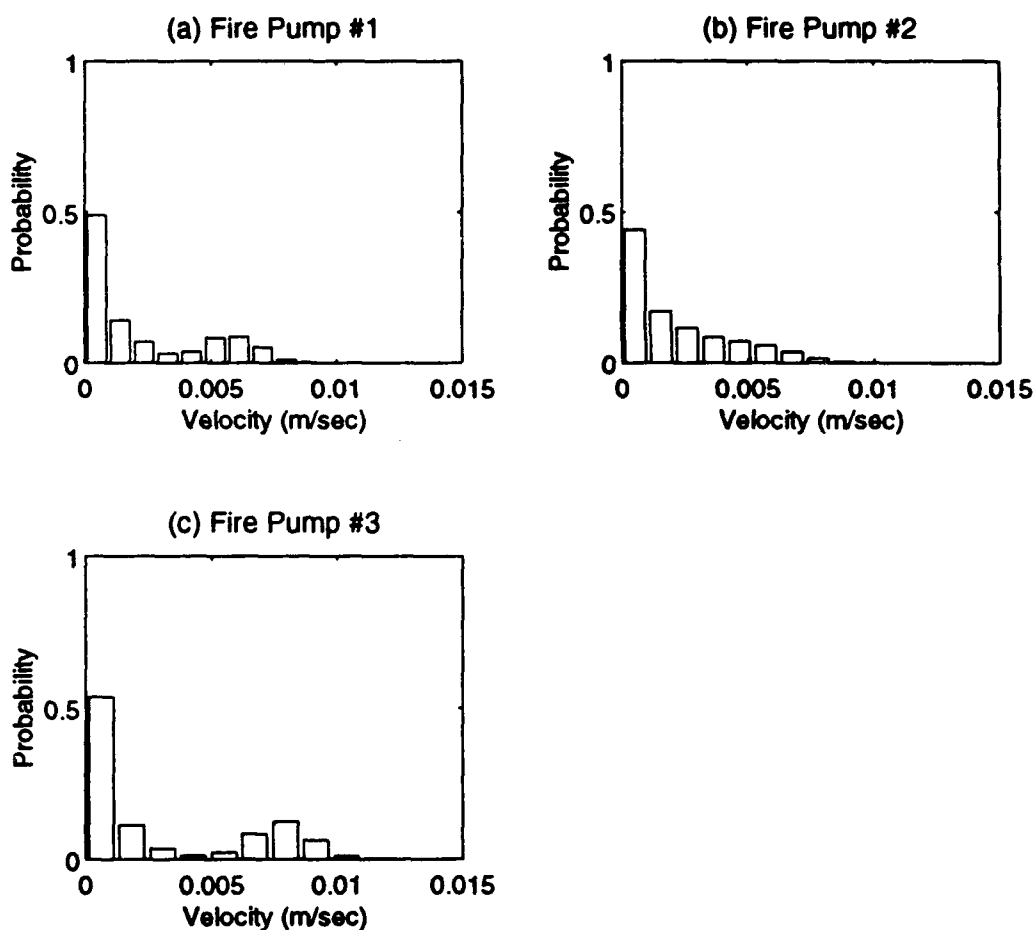 (a) Fire Pump #1
1
0.5
0
Probability
0 0.005 0.01 0.015
Velocity (m/sec)
(b) Fire Pump #2
1
0.5
0
Probability
0 0.005 0.01 0.015
Velocity (m/sec)
(c) Fire Pump #3
1
0.5
0
Probability
0 0.005 0.01 0.015
Velocity (m/sec)